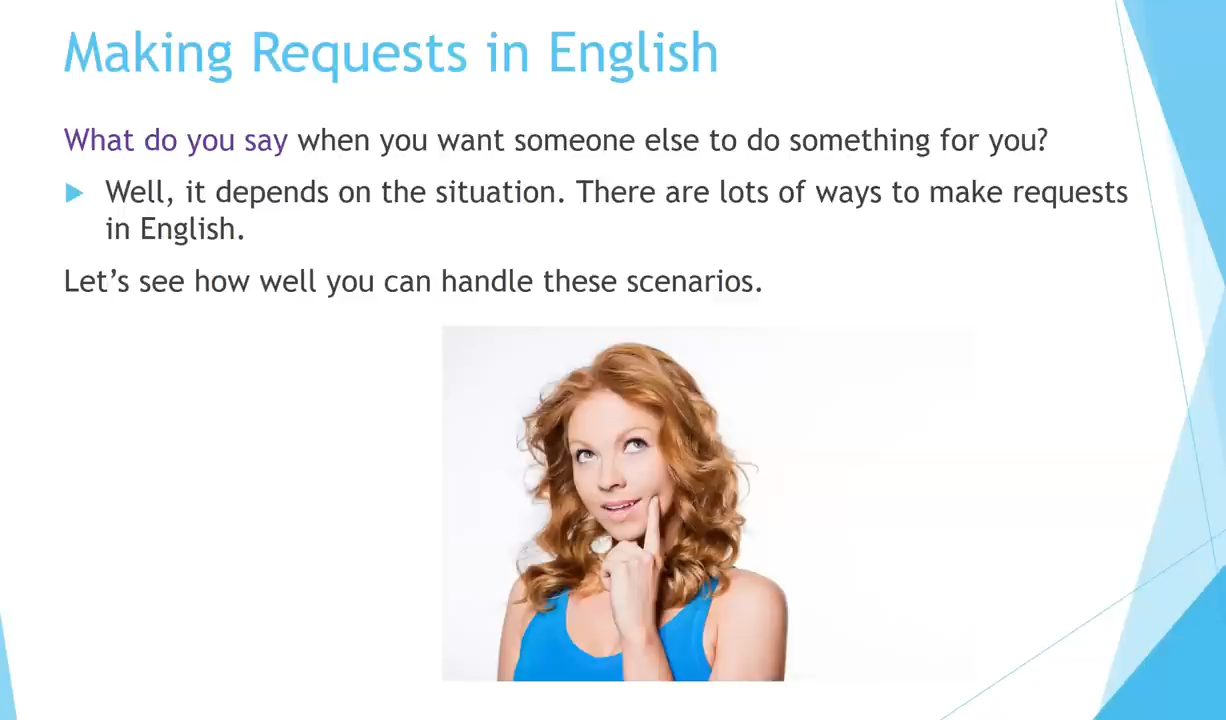 Making Requests in English
What do you say when you want someone else to do something for you?
Well, it depends on the situation. There are lots of ways to make requests
in English.
Let’s see how well you can handle these scenarios.